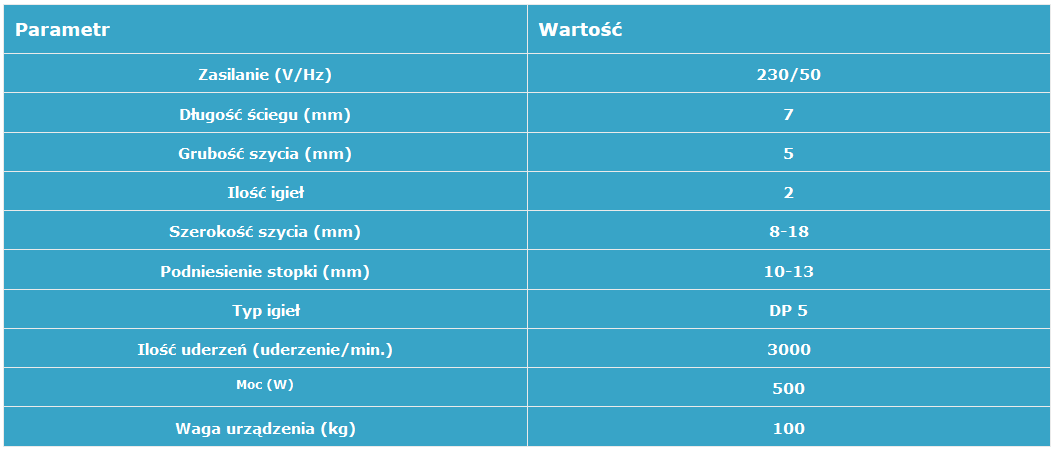 Parametr Wartość
Zasilanie (V/Hz) 230/50
Długość ściegu (mm) 7
Grubość szycia (mm) 5
Ilość igieł 2
Szerokość szycia (mm) 8-18
Podniesienie stopki (mm) 10-13
Typ igieł DP 5
Ilość uderzeń (uderzenie/min.) 3000
Moc (W) 500
Waga urządzenia (kg) 100